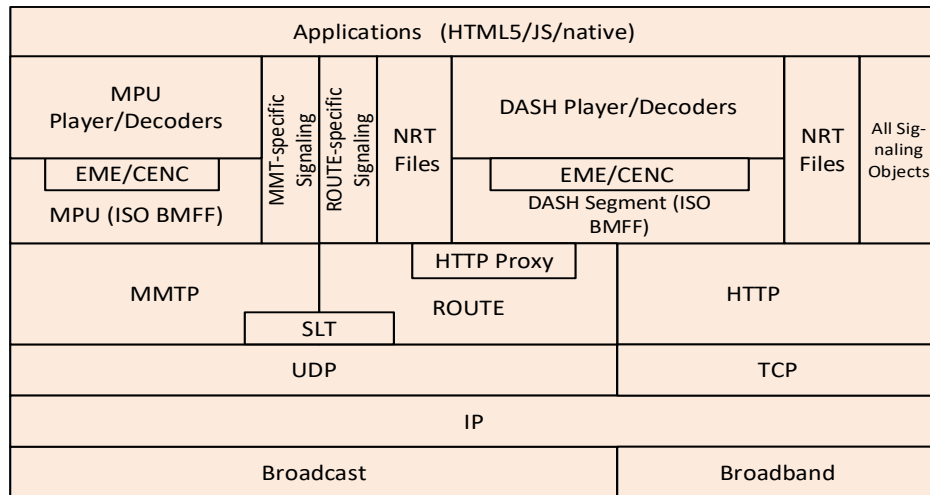 Applications (HTML5/JS/native)
MPU
Player/Decoders
EME/CENC
MPU (ISO BMFF)
MMT-specific
Signaling
ROUTE-specific
Signaling
NRT
Files
DASH Player/Decoders
EME/CENC
DASH Segment (ISO
BMFF)
NRT
Files
All Sig-
naling
Objects
MMTP
HTTP Proxy
ROUTE
SLT
HTTP
UDP
TCP
IP
Broadcast
Broadband